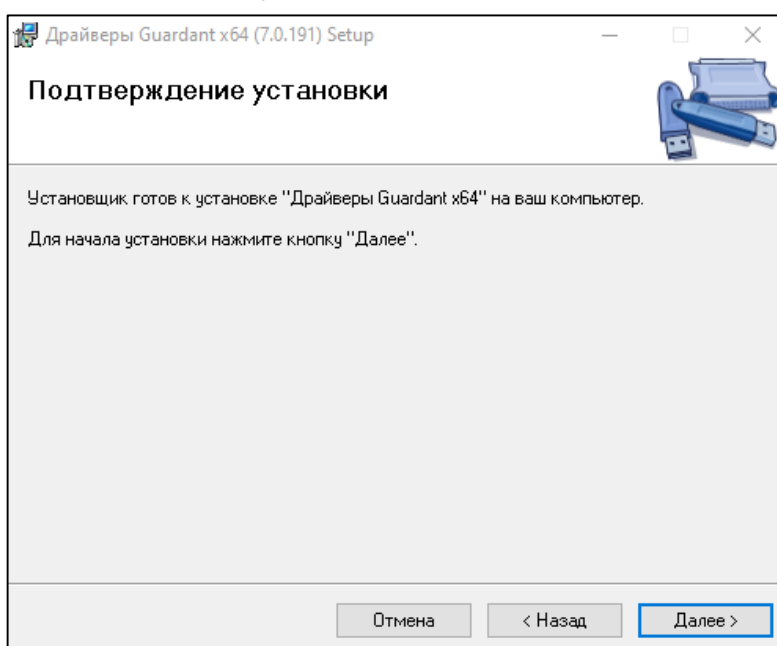 Драйверы Guardant x64 (7.0.191) Setup
Подтверждение установки
Установщик готов к установке "Драйверы Guardant x64" на ваш компьютер.
Для начала установки нажмите кнопку "Далее".
Отмена
< Назад
Далее >